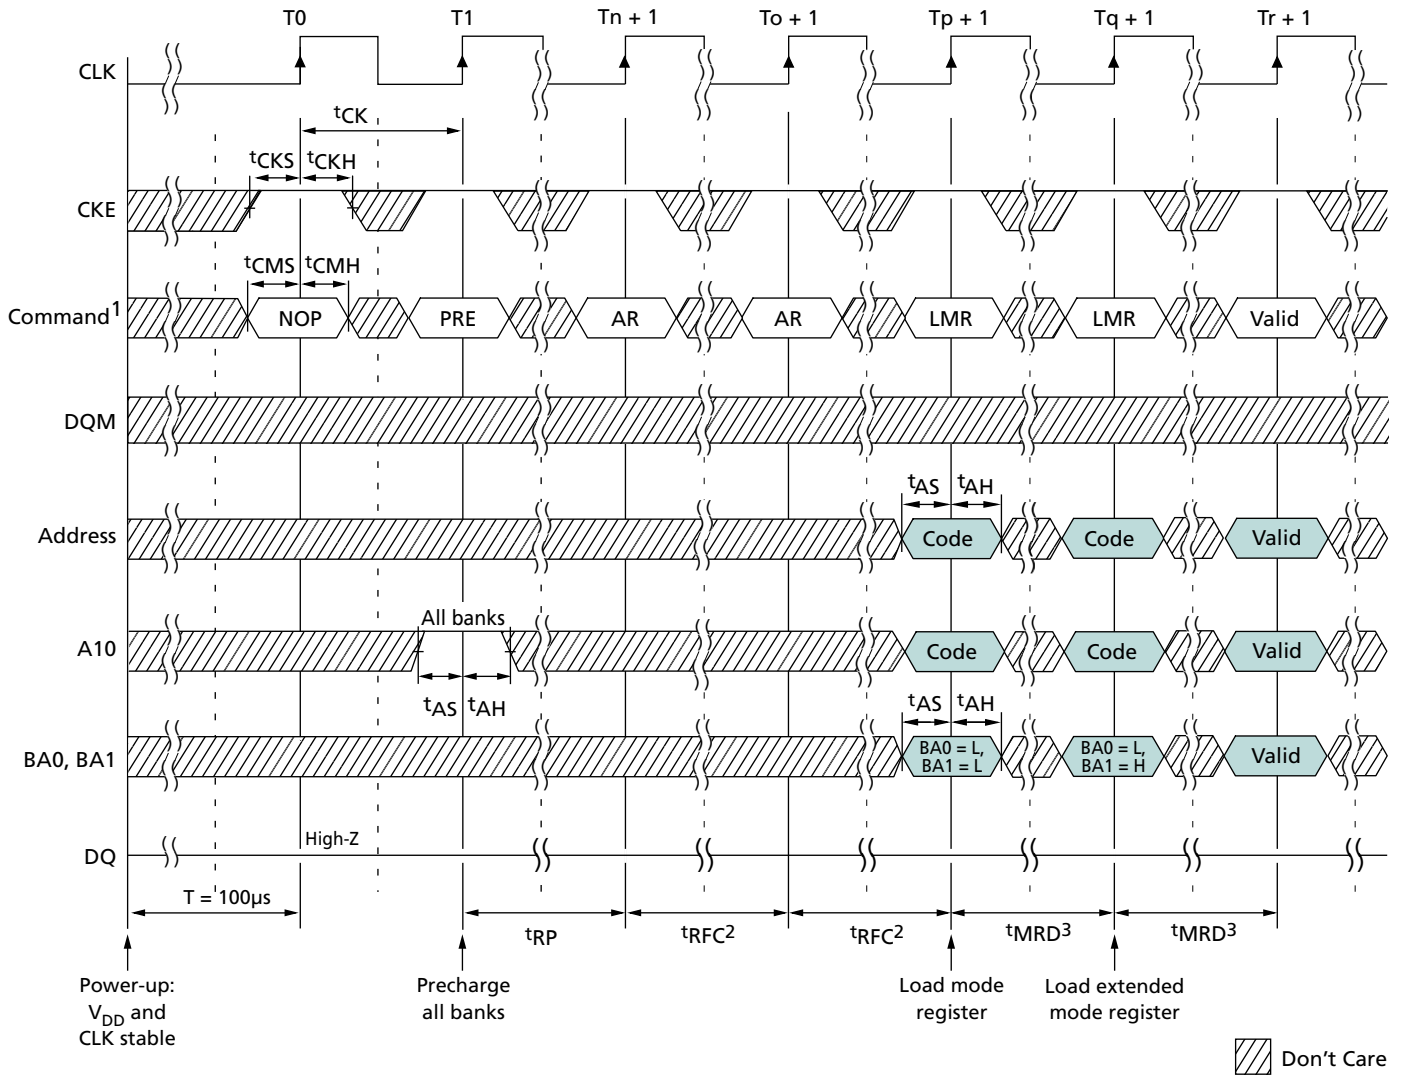 T0 T1 Tn + 1 To + 1 Tp + 1 Tq + 1 Tr + 1
CLK
tCK
tCKS tCKH
CKE
tCMS tCMH
Command1 NOP PRE AR AR LMR LMR Valid
DQM
tAS tAH
Address Code Code Valid
All banks
A10 Code Code Valid
tAS tAH tAS tAH
BA0, BA1 BA0 = L, BA1 = L BA0 = L, BA1 = H Valid
High-Z
DQ
T = 100µs
tRP tRFC2 tRFC2 tMRD3 tMRD3
Power-up:
VDD and
CLK stable
Precharge
all banks
Load mode
register
Load extended
mode register
Don't Care